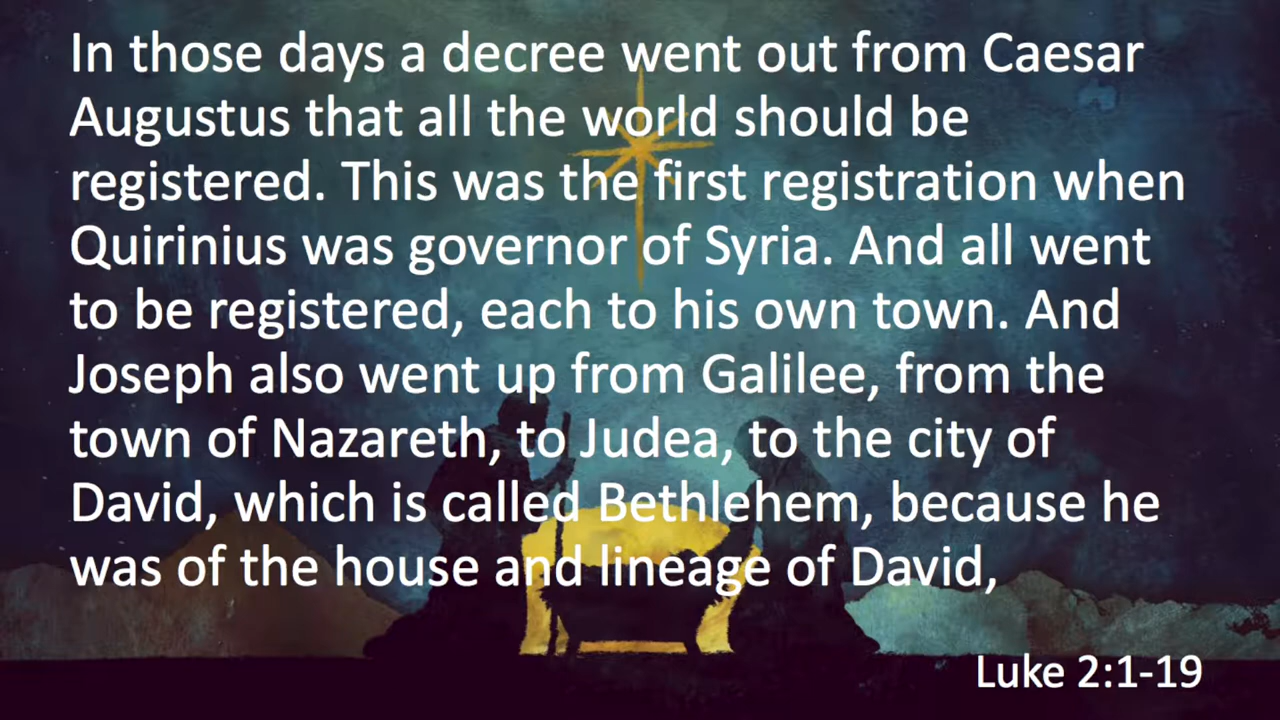 In those days a decree went out from Caesar
Augustus that all the world should be
registered. This was the first registration when
Quirinius was governor of Syria. And all went
to be registered, each to his own town. And
Joseph also went up from Galilee, from the
town of Nazareth, to Judea, to the city of
David, which is called Bethlehem, because he
was of the house and lineage of David,
Luke 2:1-19